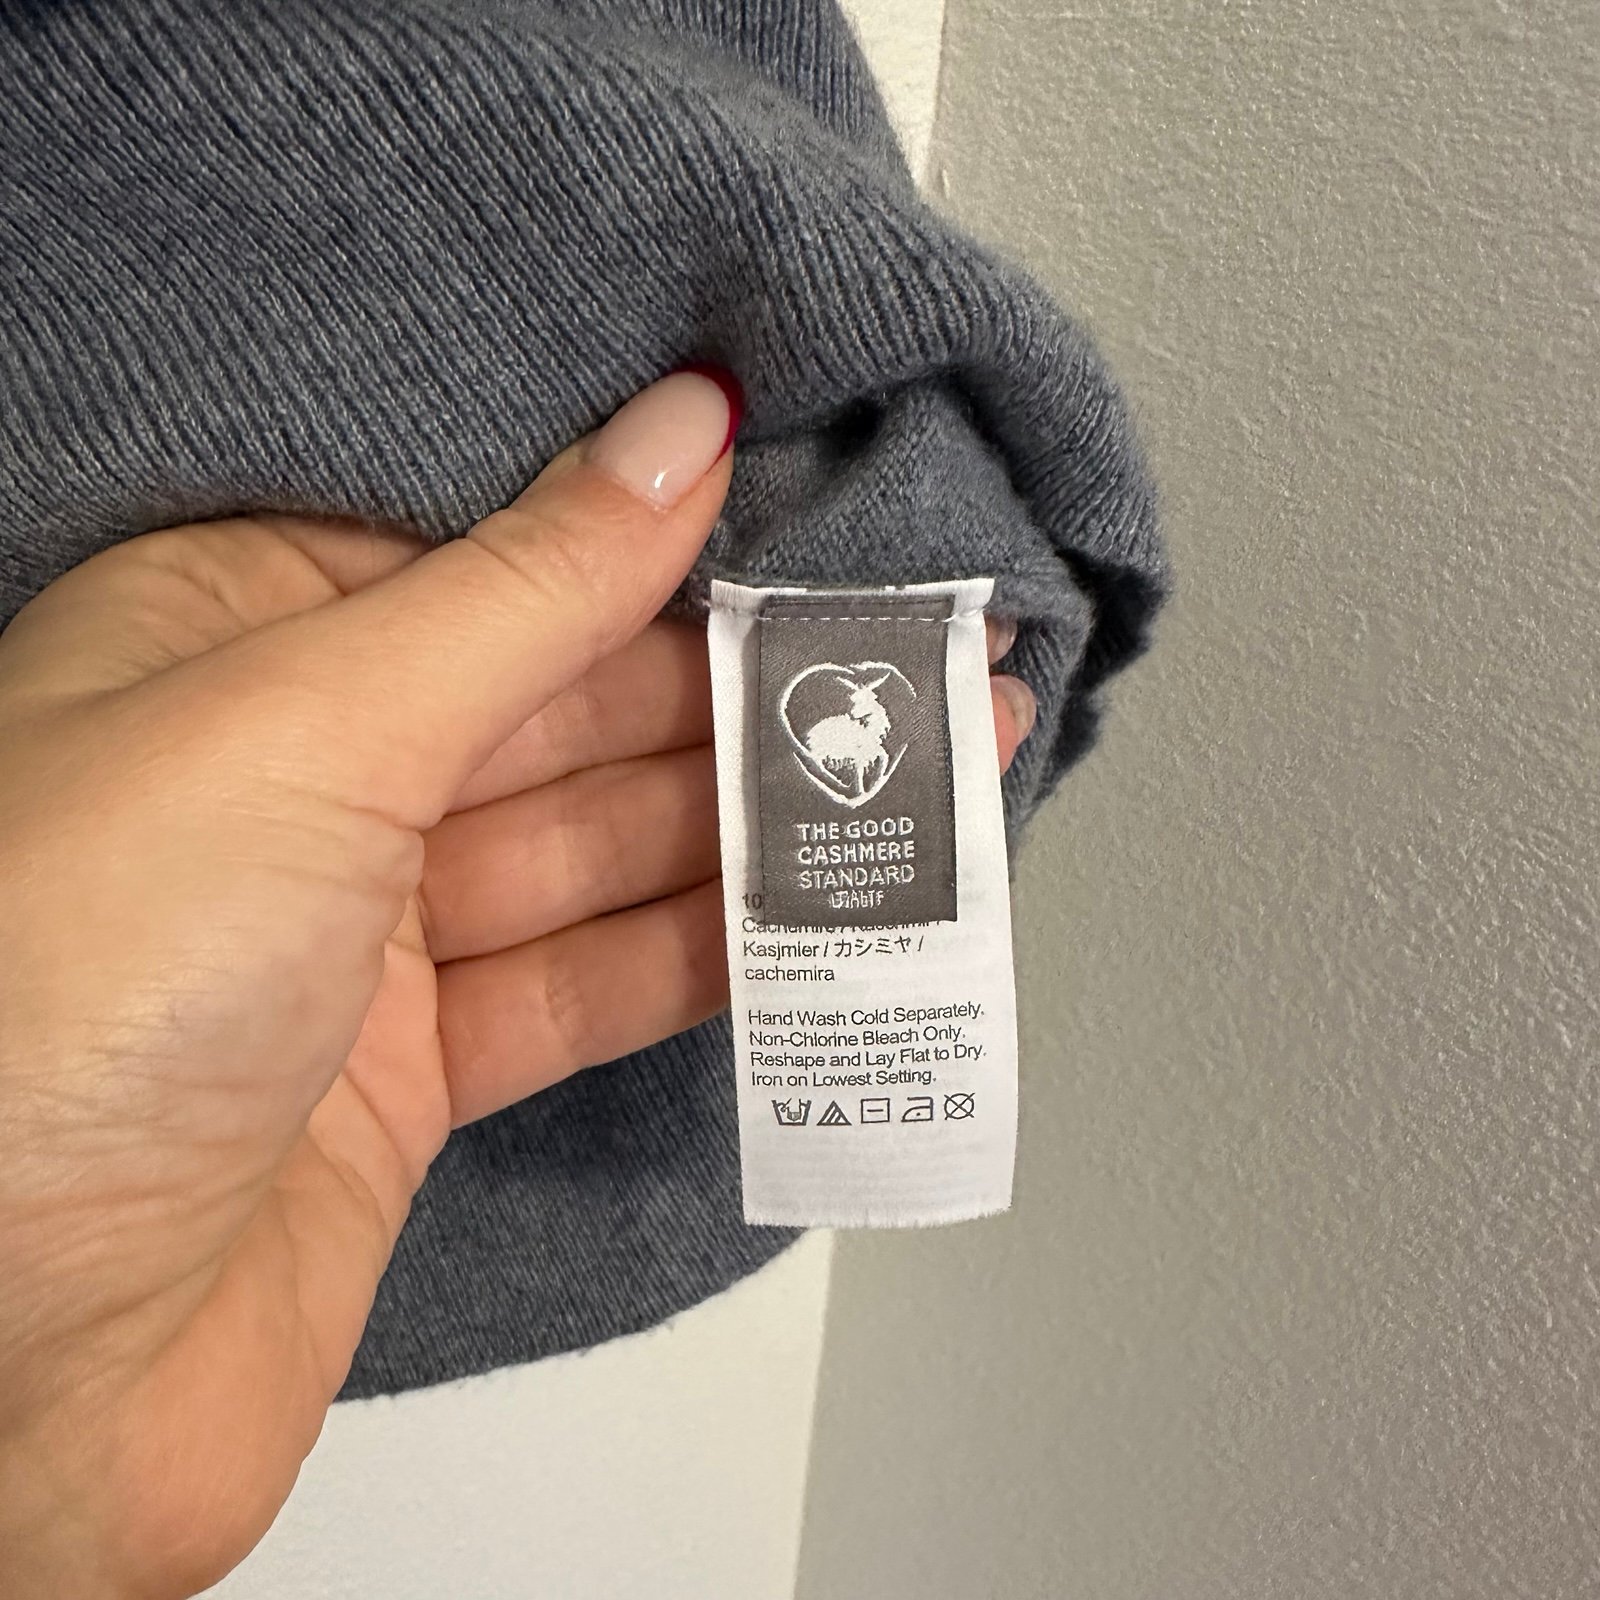 THE GOOD
CASHMERE
STANDARD
10
Kasjmier / カシミヤ /
cachemira
Hand Wash Cold Separately.
Non-Chlorine Bleach Only.
Reshape and Lay Flat to Dry.
Iron on Lowest Setting.